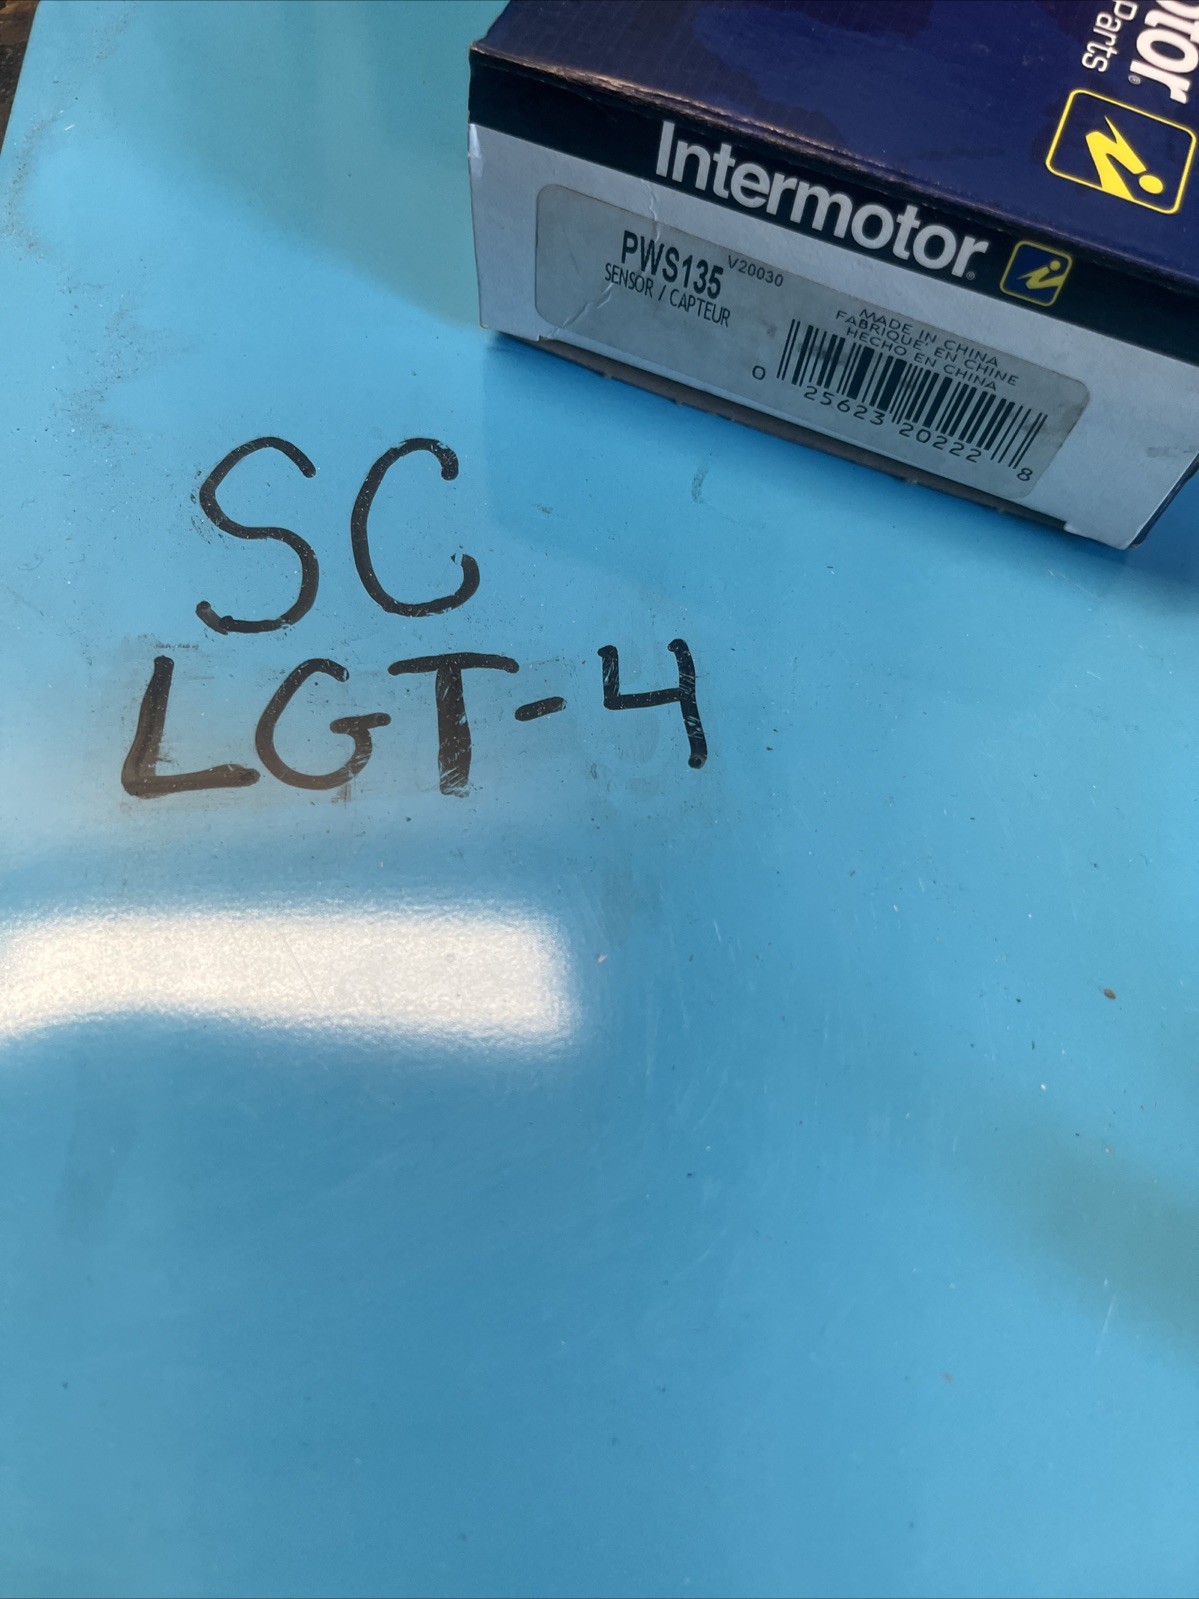 Parts
Intermotor
PWS135 V20030
SENSOR / CAPTEUR
MADE IN CHINA
FABRIQUE' EN CHINE
HECHO EN CHINA
0 25623 20222 8
SC
LGT-4